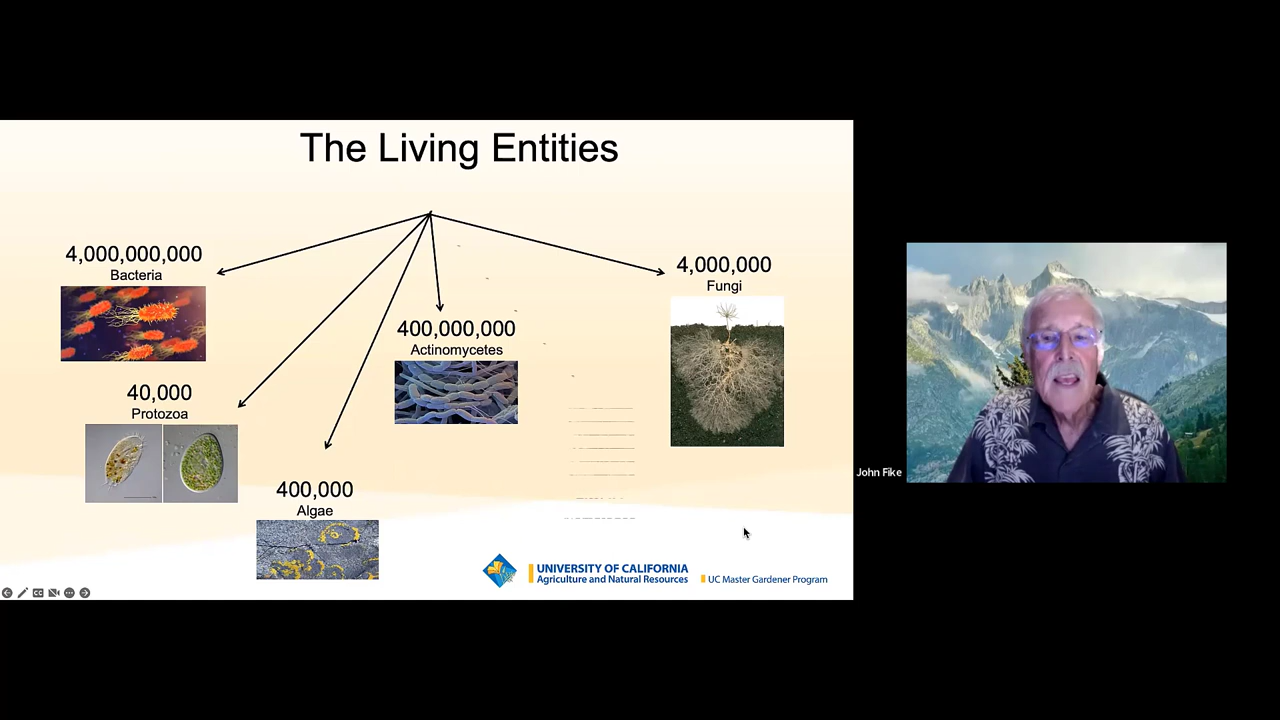 The Living Entities
4,000,000,000
Bacteria
4,000,000
Fungi
400,000,000
Actinomycetes
40,000
Protozoa
400,000
Algae
UNIVERSITY OF CALIFORNIA
Agriculture and Natural Resources
UC Master Gardener Program
John Fike